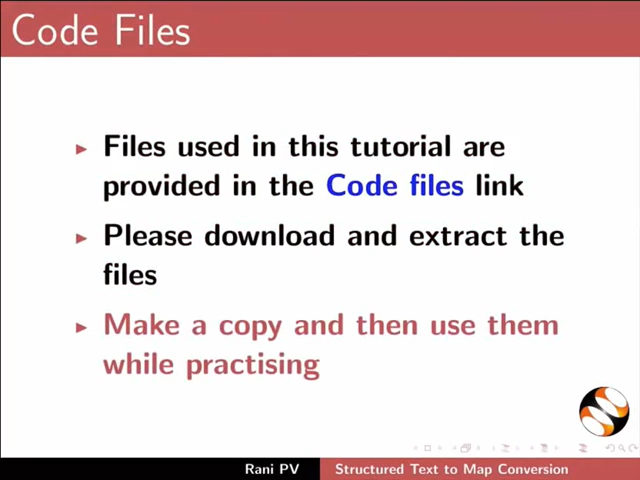 Code Files
Files used in this tutorial are
provided in the Code files link
Please download and extract the
files
Make a copy and then use them
while practising
Rani PV
Structured Text to Map Conversion